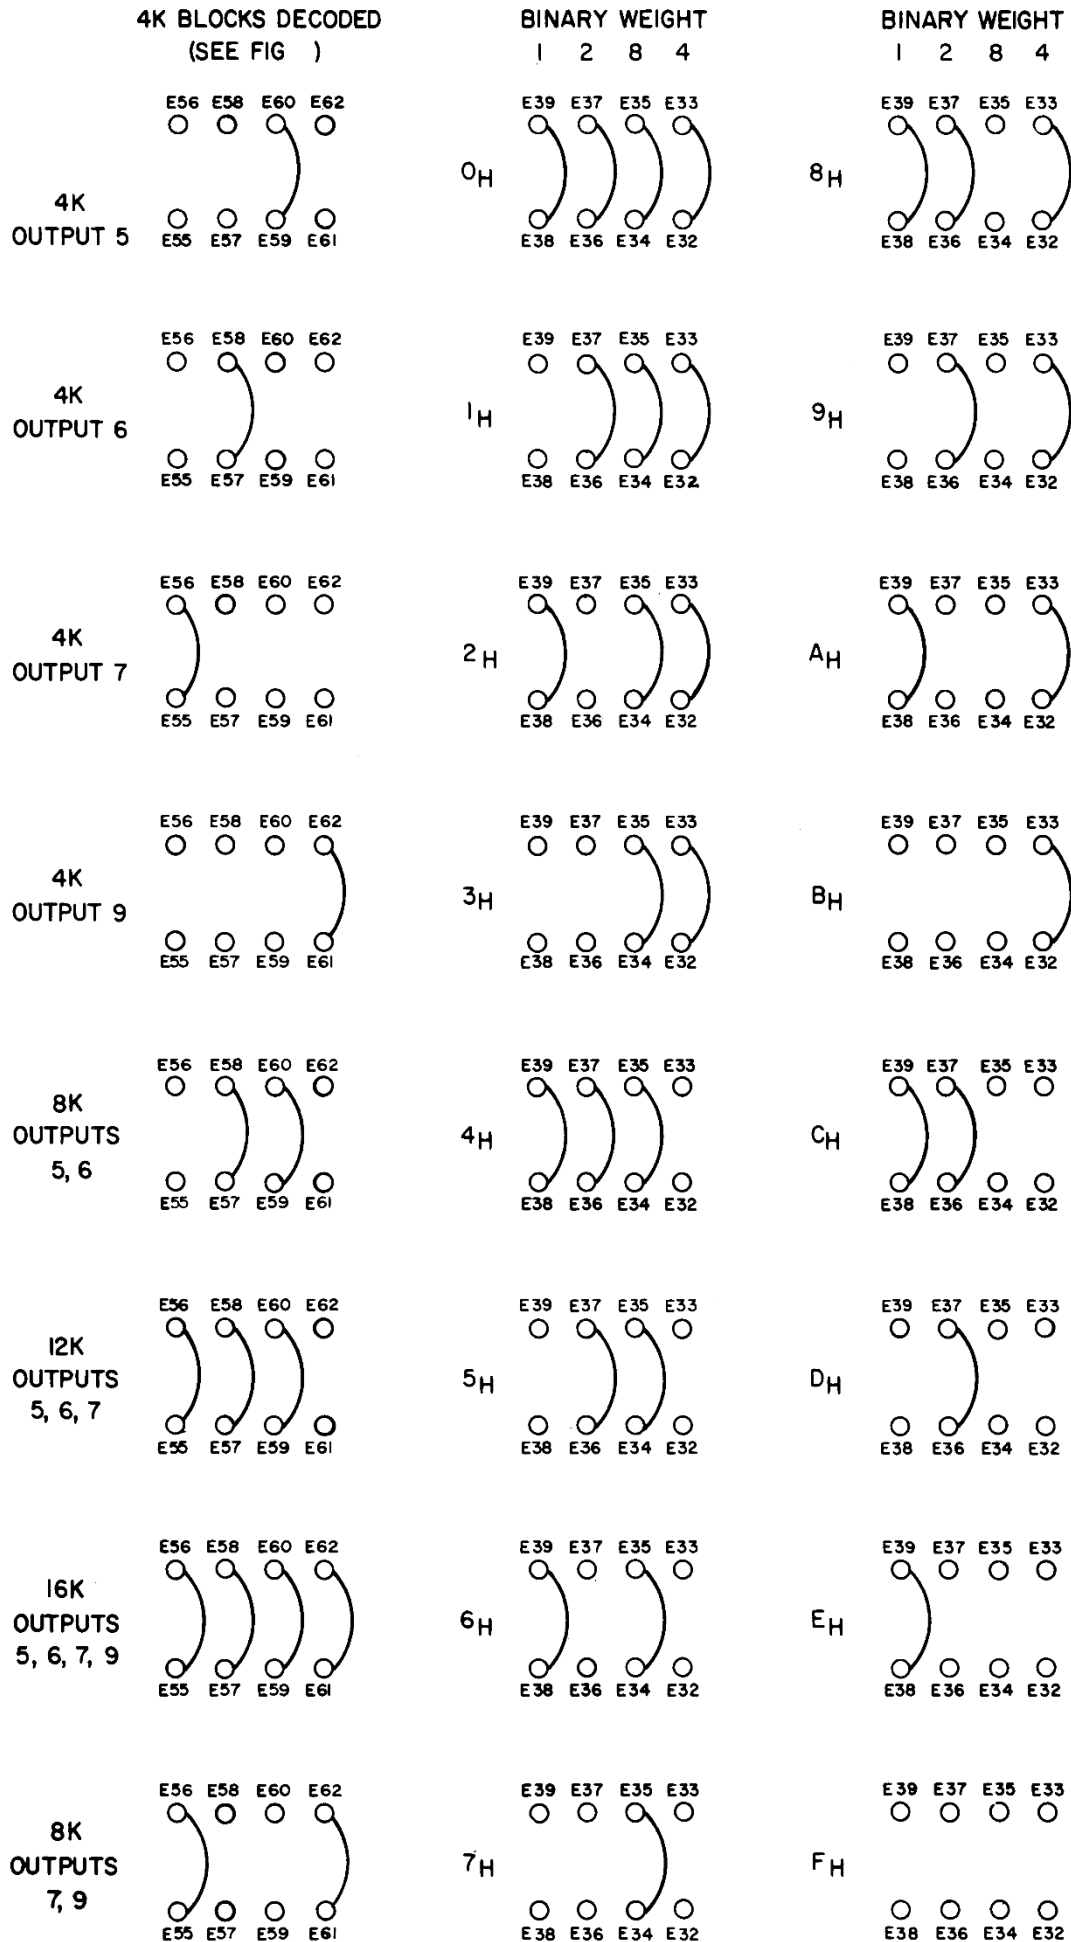 4K BLOCKS DECODED BINARY WEIGHT BINARY WEIGHT
(SEE FIG ) 1 2 8 4 1 2 8 4
E56 E58 E60 E62 E39 E37 E35 E33 E39 E37 E35 E33
4K OUTPUT 5 0H 8H
E55 E57 E59 E61 E38 E36 E34 E32 E38 E36 E34 E32
E56 E58 E60 E62 E39 E37 E35 E33 E39 E37 E35 E33
4K OUTPUT 6 1H 9H
E55 E57 E59 E61 E38 E36 E34 E32 E38 E36 E34 E32
E56 E58 E60 E62 E39 E37 E35 E33 E39 E37 E35 E33
4K OUTPUT 7 2H AH
E55 E57 E59 E61 E38 E36 E34 E32 E38 E36 E34 E32
E56 E58 E60 E62 E39 E37 E35 E33 E39 E37 E35 E33
4K OUTPUT 9 3H BH
E55 E57 E59 E61 E38 E36 E34 E32 E38 E36 E34 E32
E56 E58 E60 E62 E39 E37 E35 E33 E39 E37 E35 E33
8K OUTPUTS 5, 6 4H CH
E55 E57 E59 E61 E38 E36 E34 E32 E38 E36 E34 E32
E56 E58 E60 E62 E39 E37 E35 E33 E39 E37 E35 E33
12K OUTPUTS 5, 6, 7 5H DH
E55 E57 E59 E61 E38 E36 E34 E32 E38 E36 E34 E32
E56 E58 E60 E62 E39 E37 E35 E33 E39 E37 E35 E33
16K OUTPUTS 5, 6, 7, 9 6H EH
E55 E57 E59 E61 E38 E36 E34 E32 E38 E36 E34 E32
E56 E58 E60 E62 E39 E37 E35 E33 E39 E37 E35 E33
8K OUTPUTS 7, 9 7H FH
E55 E57 E59 E61 E38 E36 E34 E32 E38 E36 E34 E32